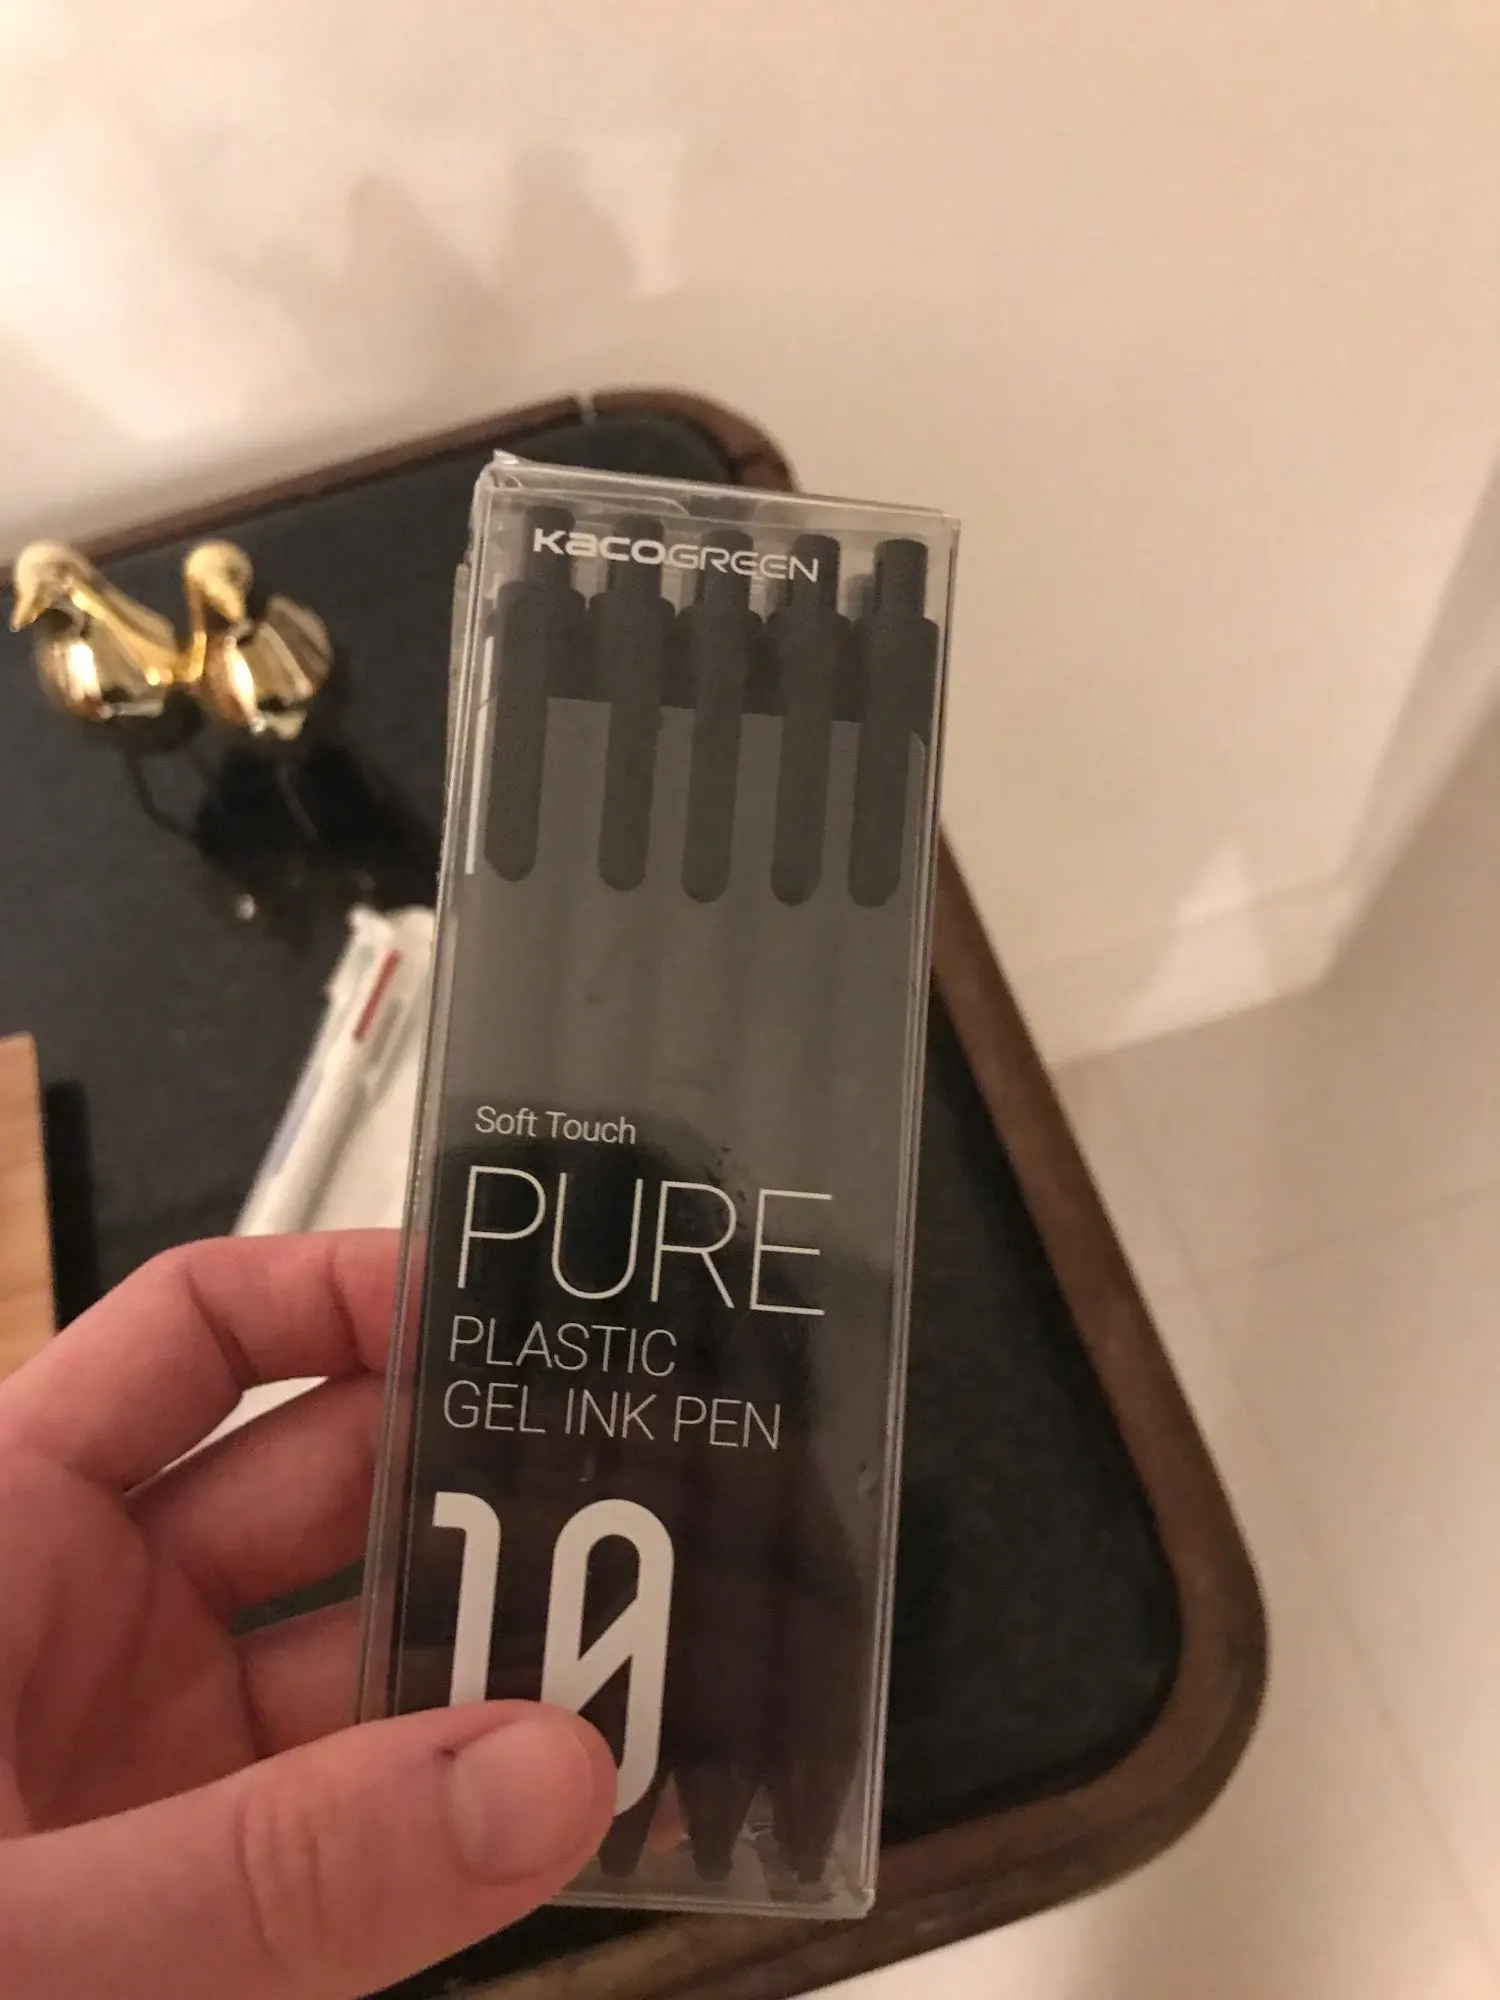 KACOGREEN
Soft Touch
PURE
PLASTIC
GEL INK PEN
10